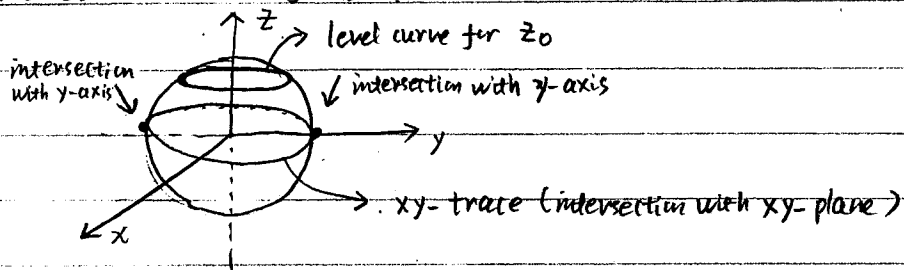 z
level curve for z₀
intersection
with y-axis
intersection with y-axis
y
xy-trace (intersection with xy-plane)
x